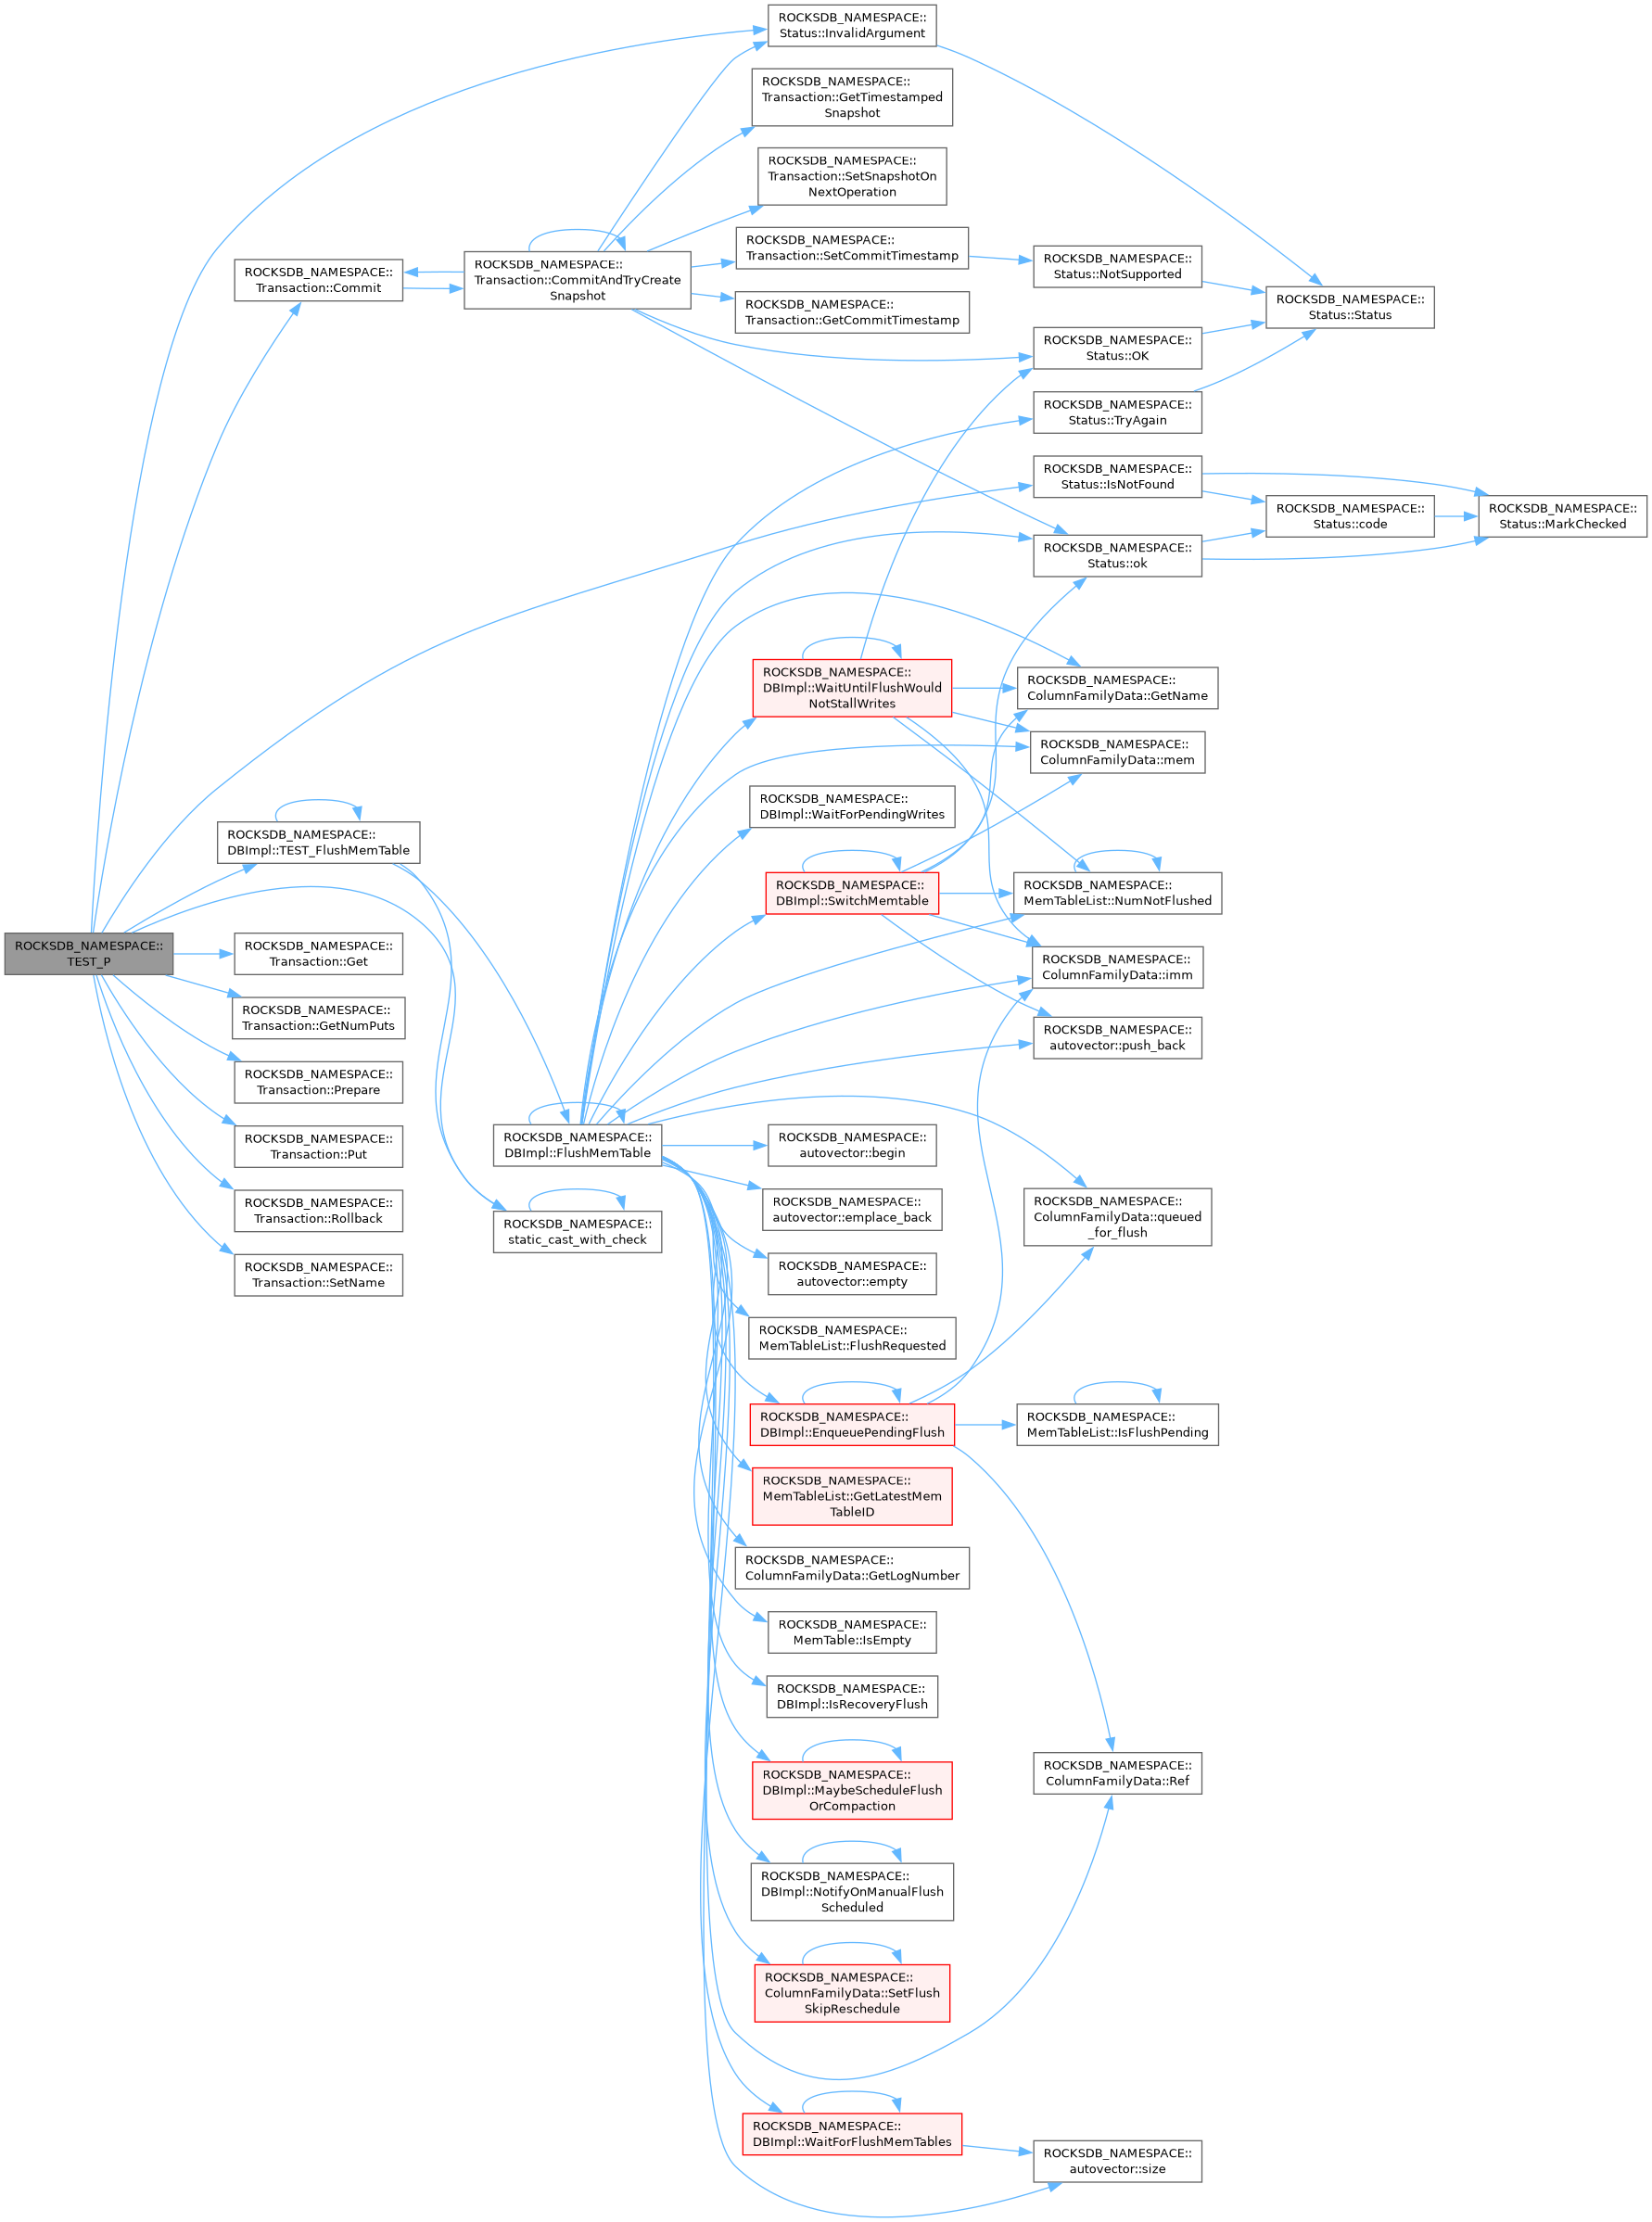 ROCKSDB_NAMESPACE::
TEST_P
ROCKSDB_NAMESPACE::
Transaction::Commit
ROCKSDB_NAMESPACE::
DBImpl::TEST_FlushMemTable
ROCKSDB_NAMESPACE::
Transaction::Get
ROCKSDB_NAMESPACE::
Transaction::GetNumPuts
ROCKSDB_NAMESPACE::
Transaction::Prepare
ROCKSDB_NAMESPACE::
Transaction::Put
ROCKSDB_NAMESPACE::
Transaction::Rollback
ROCKSDB_NAMESPACE::
Transaction::SetName
ROCKSDB_NAMESPACE::
Transaction::CommitAndTryCreate
Snapshot
ROCKSDB_NAMESPACE::
DBImpl::FlushMemTable
ROCKSDB_NAMESPACE::
static_cast_with_check
ROCKSDB_NAMESPACE::
Status::InvalidArgument
ROCKSDB_NAMESPACE::
Transaction::GetTimestamped
Snapshot
ROCKSDB_NAMESPACE::
Transaction::SetSnapshotOn
NextOperation
ROCKSDB_NAMESPACE::
Transaction::SetCommitTimestamp
ROCKSDB_NAMESPACE::
Transaction::GetCommitTimestamp
ROCKSDB_NAMESPACE::
DBImpl::WaitUntilFlushWould
NotStallWrites
ROCKSDB_NAMESPACE::
DBImpl::WaitForPendingWrites
ROCKSDB_NAMESPACE::
DBImpl::SwitchMemtable
ROCKSDB_NAMESPACE::
autovector::begin
ROCKSDB_NAMESPACE::
autovector::emplace_back
ROCKSDB_NAMESPACE::
autovector::empty
ROCKSDB_NAMESPACE::
MemTableList::FlushRequested
ROCKSDB_NAMESPACE::
DBImpl::EnqueuePendingFlush
ROCKSDB_NAMESPACE::
MemTableList::GetLatestMem
TableID
ROCKSDB_NAMESPACE::
ColumnFamilyData::GetLogNumber
ROCKSDB_NAMESPACE::
MemTable::IsEmpty
ROCKSDB_NAMESPACE::
DBImpl::IsRecoveryFlush
ROCKSDB_NAMESPACE::
DBImpl::MaybeScheduleFlush
OrCompaction
ROCKSDB_NAMESPACE::
DBImpl::NotifyOnManualFlush
Scheduled
ROCKSDB_NAMESPACE::
ColumnFamilyData::SetFlush
SkipReschedule
ROCKSDB_NAMESPACE::
DBImpl::WaitForFlushMemTables
ROCKSDB_NAMESPACE::
Status::NotSupported
ROCKSDB_NAMESPACE::
Status::OK
ROCKSDB_NAMESPACE::
Status::TryAgain
ROCKSDB_NAMESPACE::
Status::IsNotFound
ROCKSDB_NAMESPACE::
Status::ok
ROCKSDB_NAMESPACE::
ColumnFamilyData::GetName
ROCKSDB_NAMESPACE::
ColumnFamilyData::mem
ROCKSDB_NAMESPACE::
MemTableList::NumNotFlushed
ROCKSDB_NAMESPACE::
ColumnFamilyData::imm
ROCKSDB_NAMESPACE::
autovector::push_back
ROCKSDB_NAMESPACE::
ColumnFamilyData::queued
_for_flush
ROCKSDB_NAMESPACE::
MemTableList::IsFlushPending
ROCKSDB_NAMESPACE::
ColumnFamilyData::Ref
ROCKSDB_NAMESPACE::
autovector::size
ROCKSDB_NAMESPACE::
Status::Status
ROCKSDB_NAMESPACE::
Status::code
ROCKSDB_NAMESPACE::
Status::MarkChecked